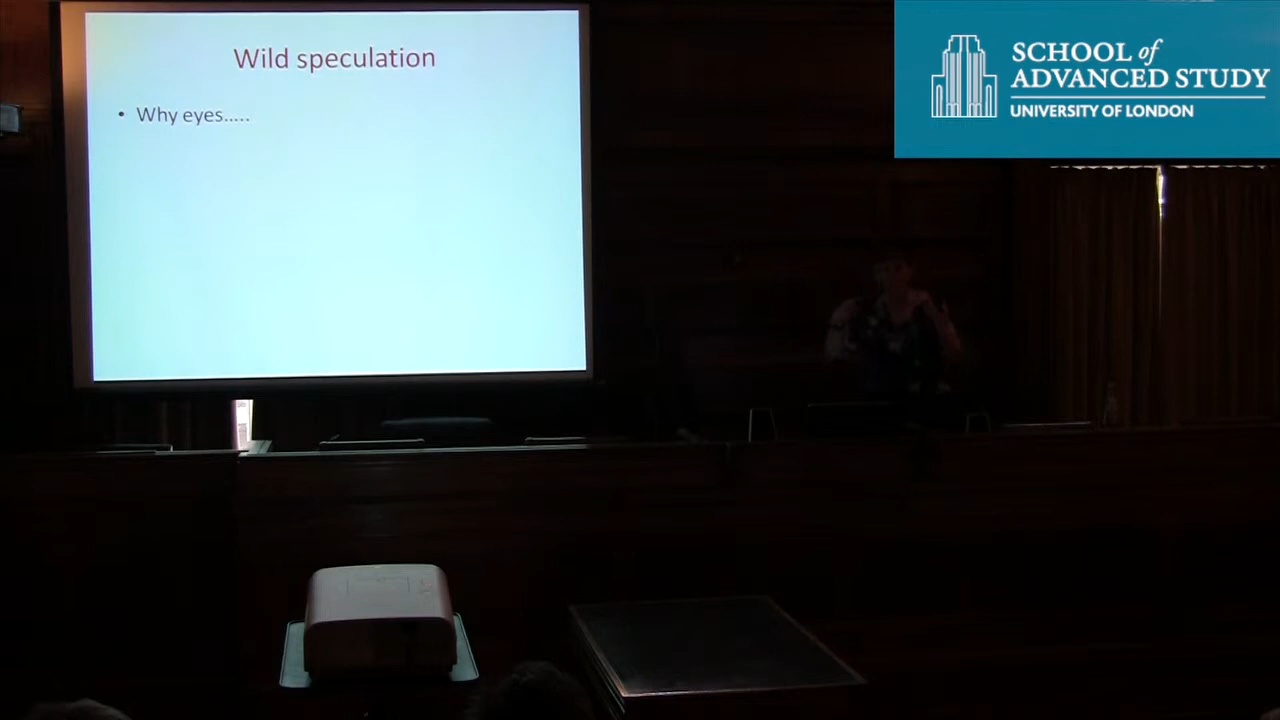 Wild speculation
• Why eyes.....
SCHOOL of
ADVANCED STUDY
UNIVERSITY OF LONDON